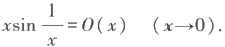 x sin 1/x = O(x) (x→0).